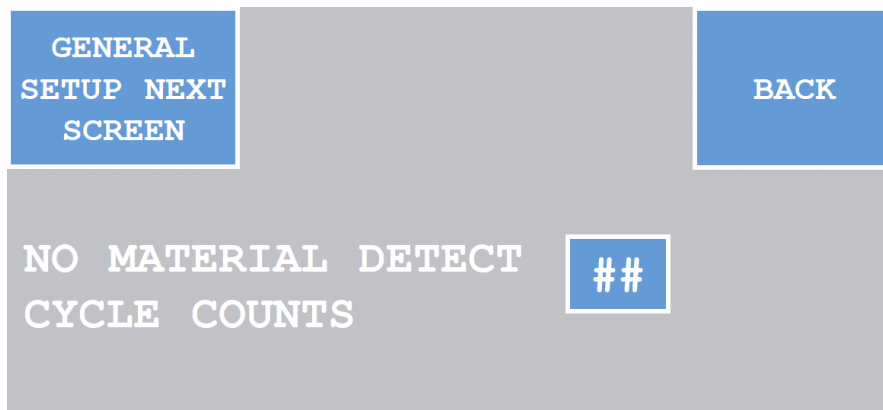 GENERAL
SETUP NEXT
SCREEN
BACK
NO MATERIAL DETECT
CYCLE COUNTS
##